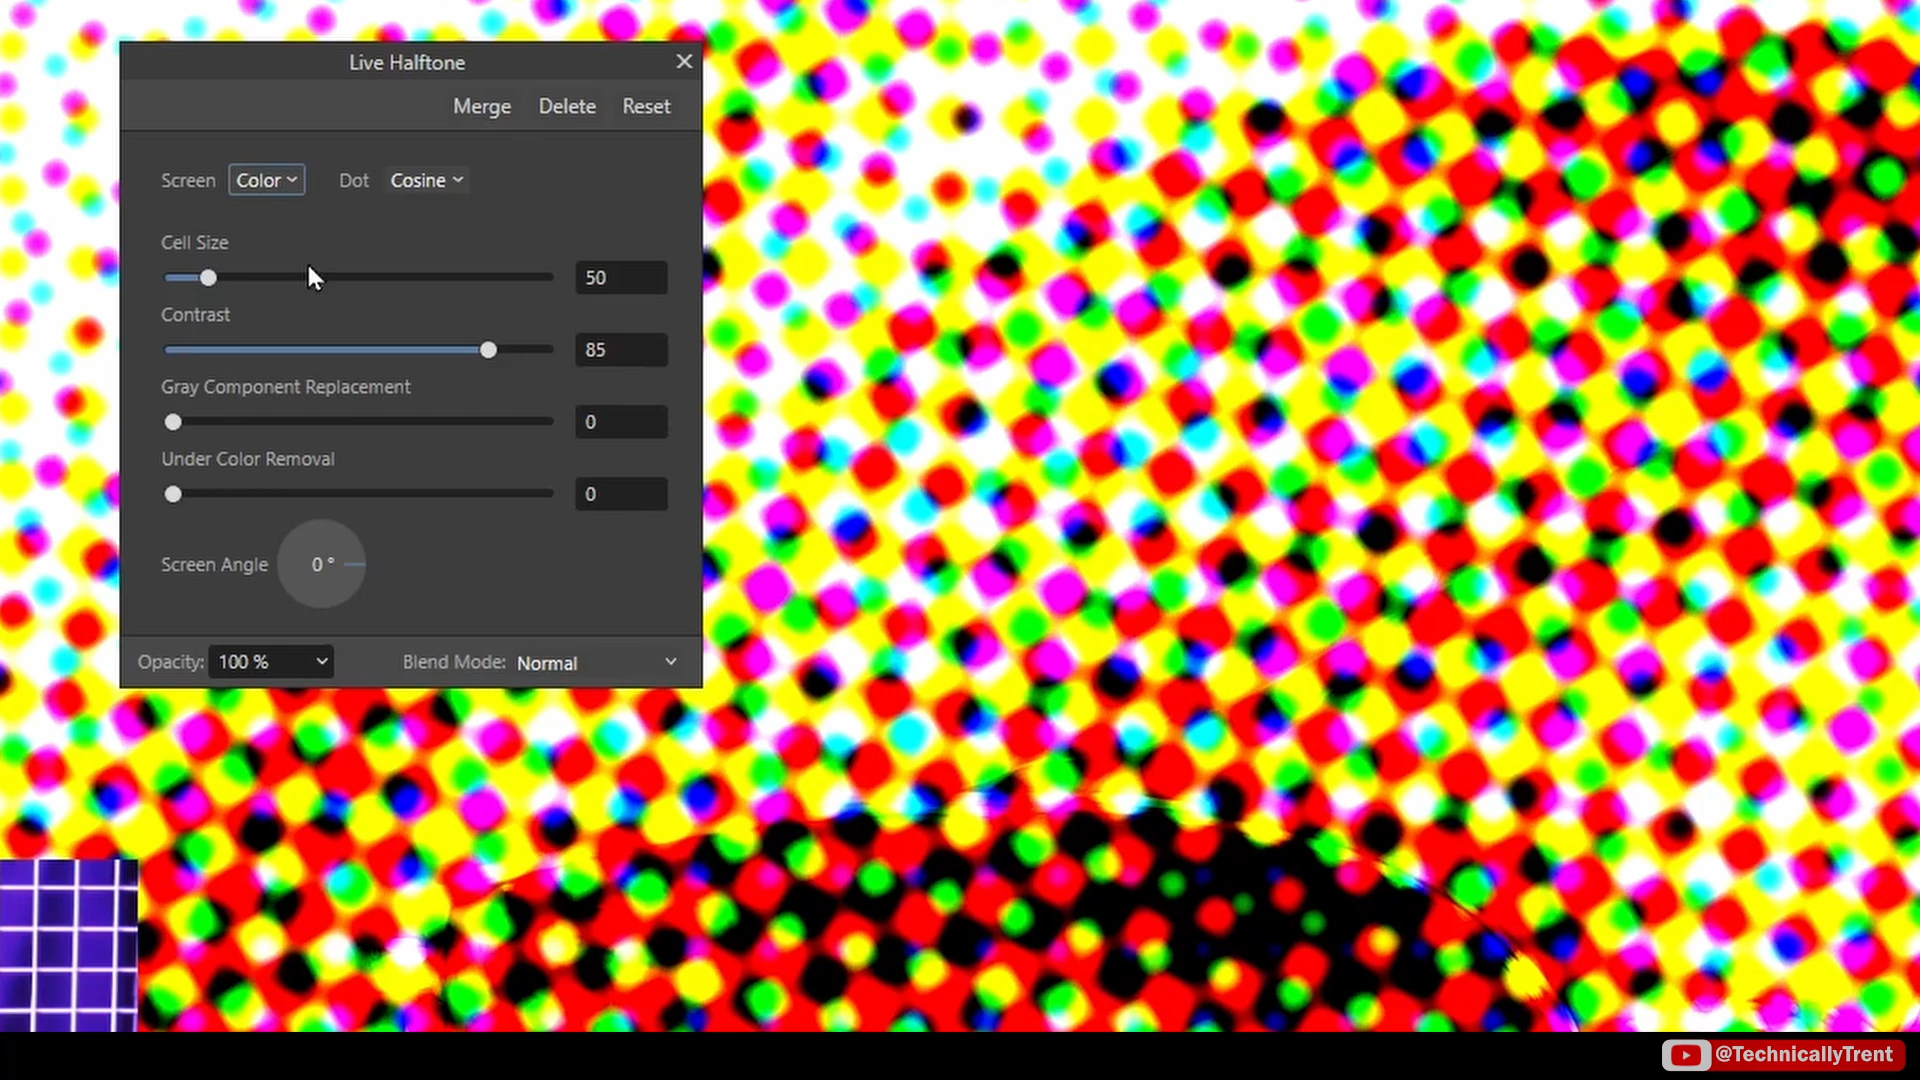 Live Halftone
Merge Delete Reset
Screen Color Dot Cosine
Cell Size
50
Contrast
85
Gray Component Replacement
0
Under Color Removal
0
Screen Angle 0 °
Opacity: 100 % Blend Mode: Normal
@TechnicallyTrent